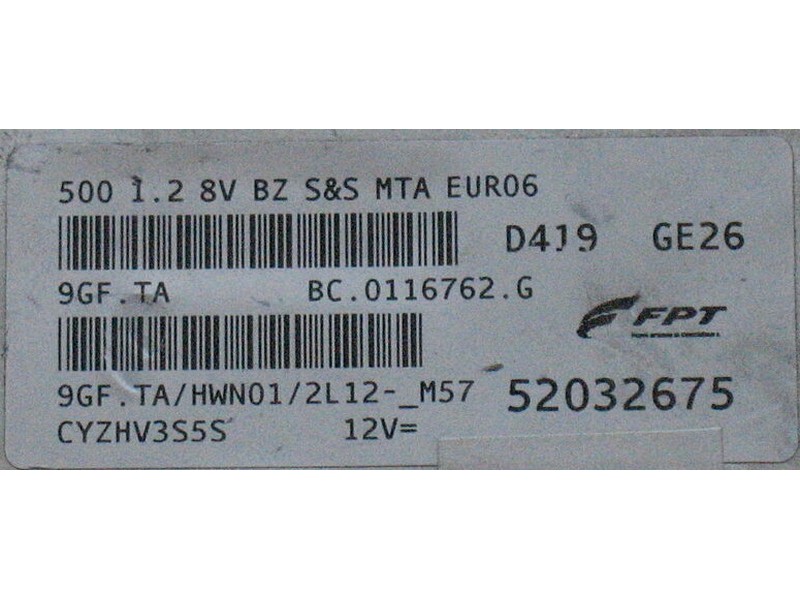 500 1.2 8V BZ S&S MTA EURO6
D419 GE26
9GF.TA BC.0116762.G
FPT
9GF.TA/HWN01/2L12-_M57
52032675
CYZHV3S5S 12V=